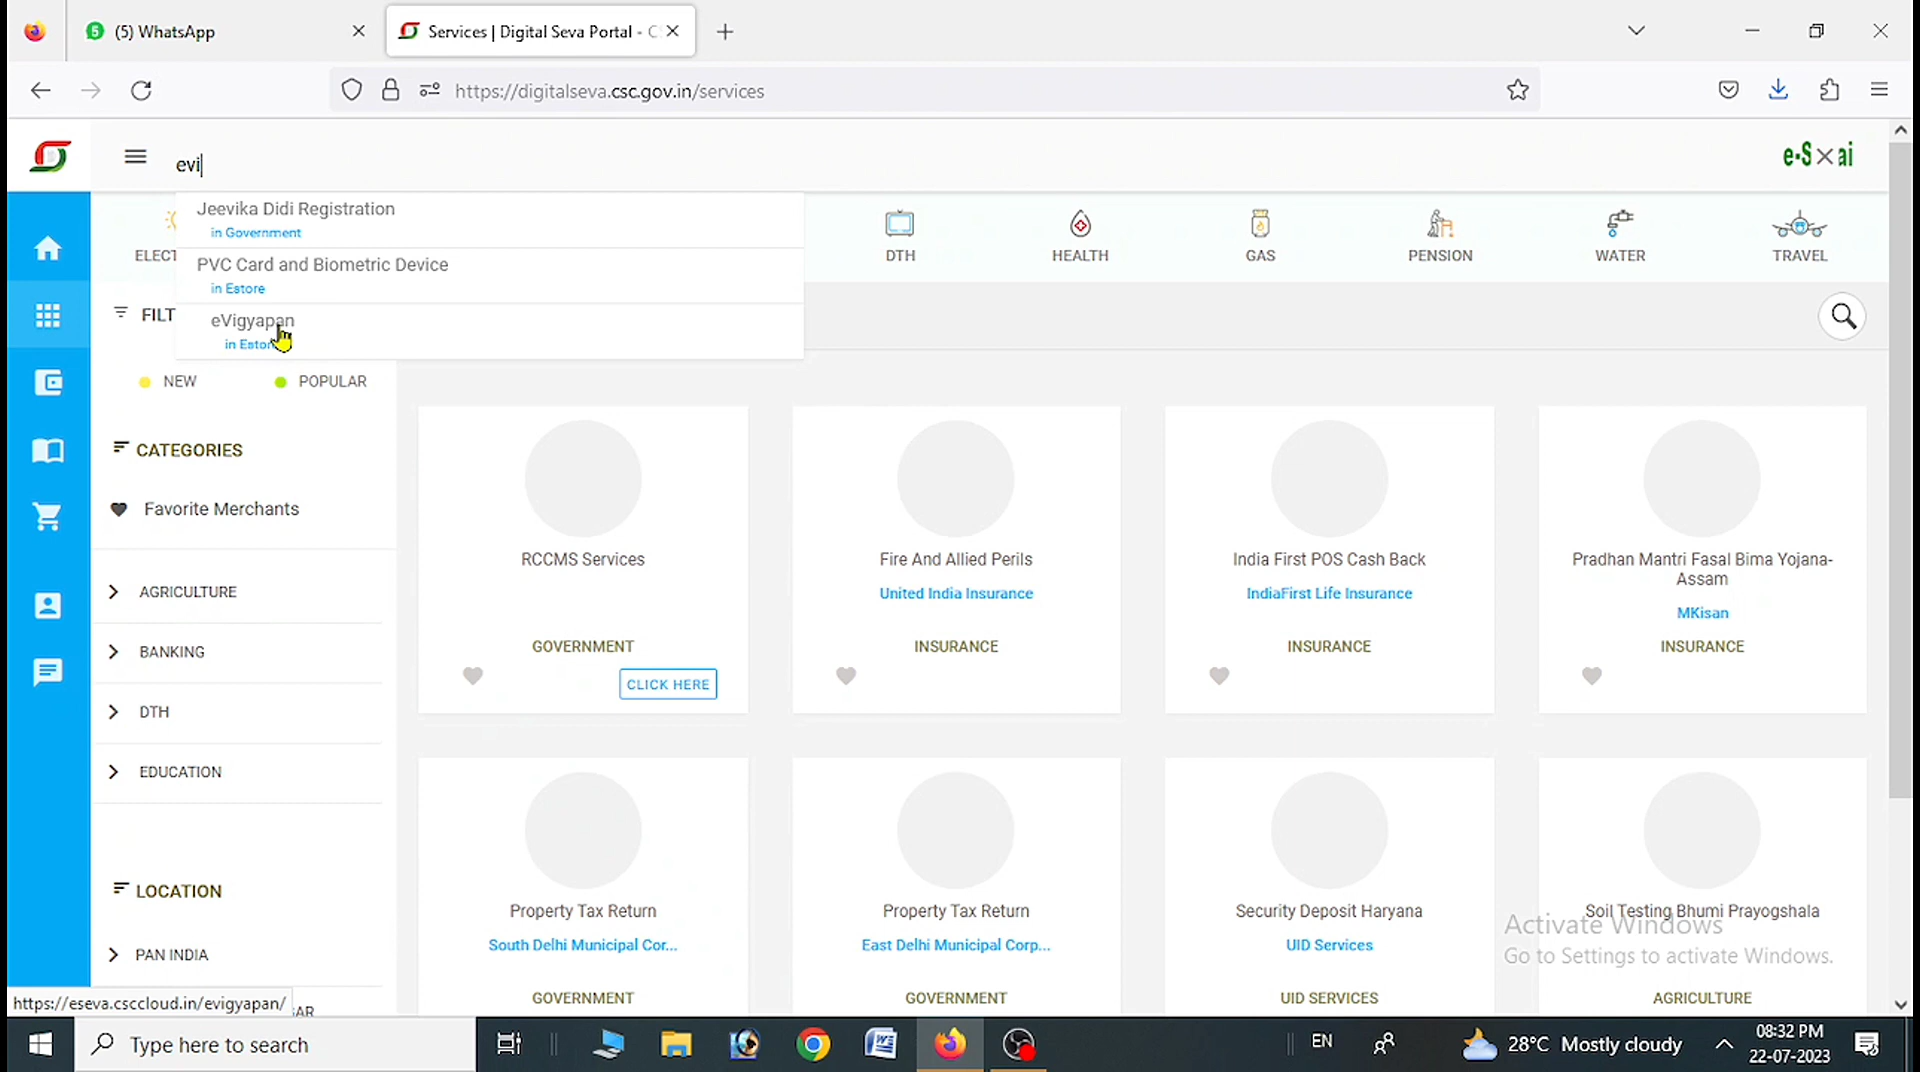 5 (5) WhatsApp
Services | Digital Seva Portal - C
https://digitalseva.csc.gov.in/services
evi
e-S ai
Jeevika Didi Registration
in Government
PVC Card and Biometric Device
in Estore
eVigyapan
in Estor
ELECT
DTH
HEALTH
GAS
PENSION
WATER
TRAVEL
FILT
NEW
POPULAR
CATEGORIES
Favorite Merchants
AGRICULTURE
BANKING
DTH
EDUCATION
LOCATION
PAN INDIA
SAR
RCCMS Services
GOVERNMENT
CLICK HERE
Fire And Allied Perils
United India Insurance
INSURANCE
India First POS Cash Back
IndiaFirst Life Insurance
INSURANCE
Pradhan Mantri Fasal Bima Yojana-
Assam
MKisan
INSURANCE
Property Tax Return
South Delhi Municipal Cor...
GOVERNMENT
Property Tax Return
East Delhi Municipal Corp...
GOVERNMENT
Security Deposit Haryana
UID Services
UID SERVICES
Soil Testing Bhumi Prayogshala
AGRICULTURE
Activate Windows
Go to Settings to activate Windows.
https://eseva.csccloud.in/evigyapan/
Type here to search
EN
28°C Mostly cloudy
08:32 PM
22-07-2023